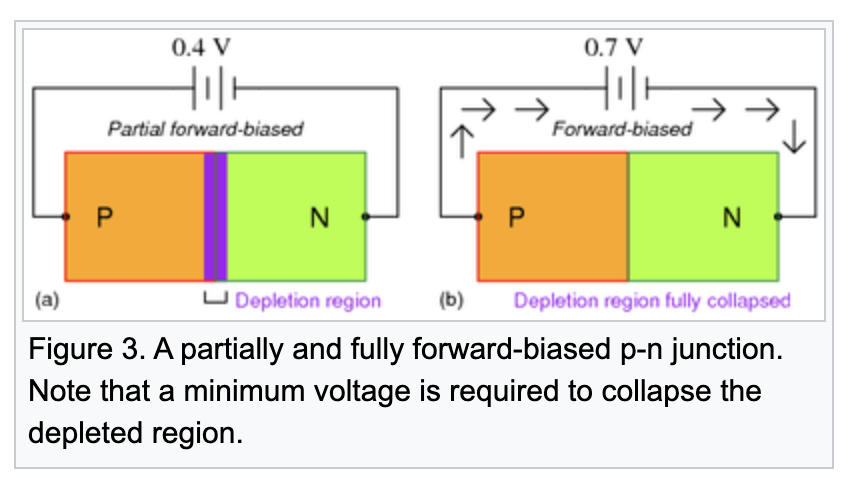 0.4 V
Partial forward-biased
P
N
(a)
Depletion region
0.7 V
Forward-biased
P
N
(b)
Depletion region fully collapsed
Figure 3. A partially and fully forward-biased p-n junction.
Note that a minimum voltage is required to collapse the
depleted region.